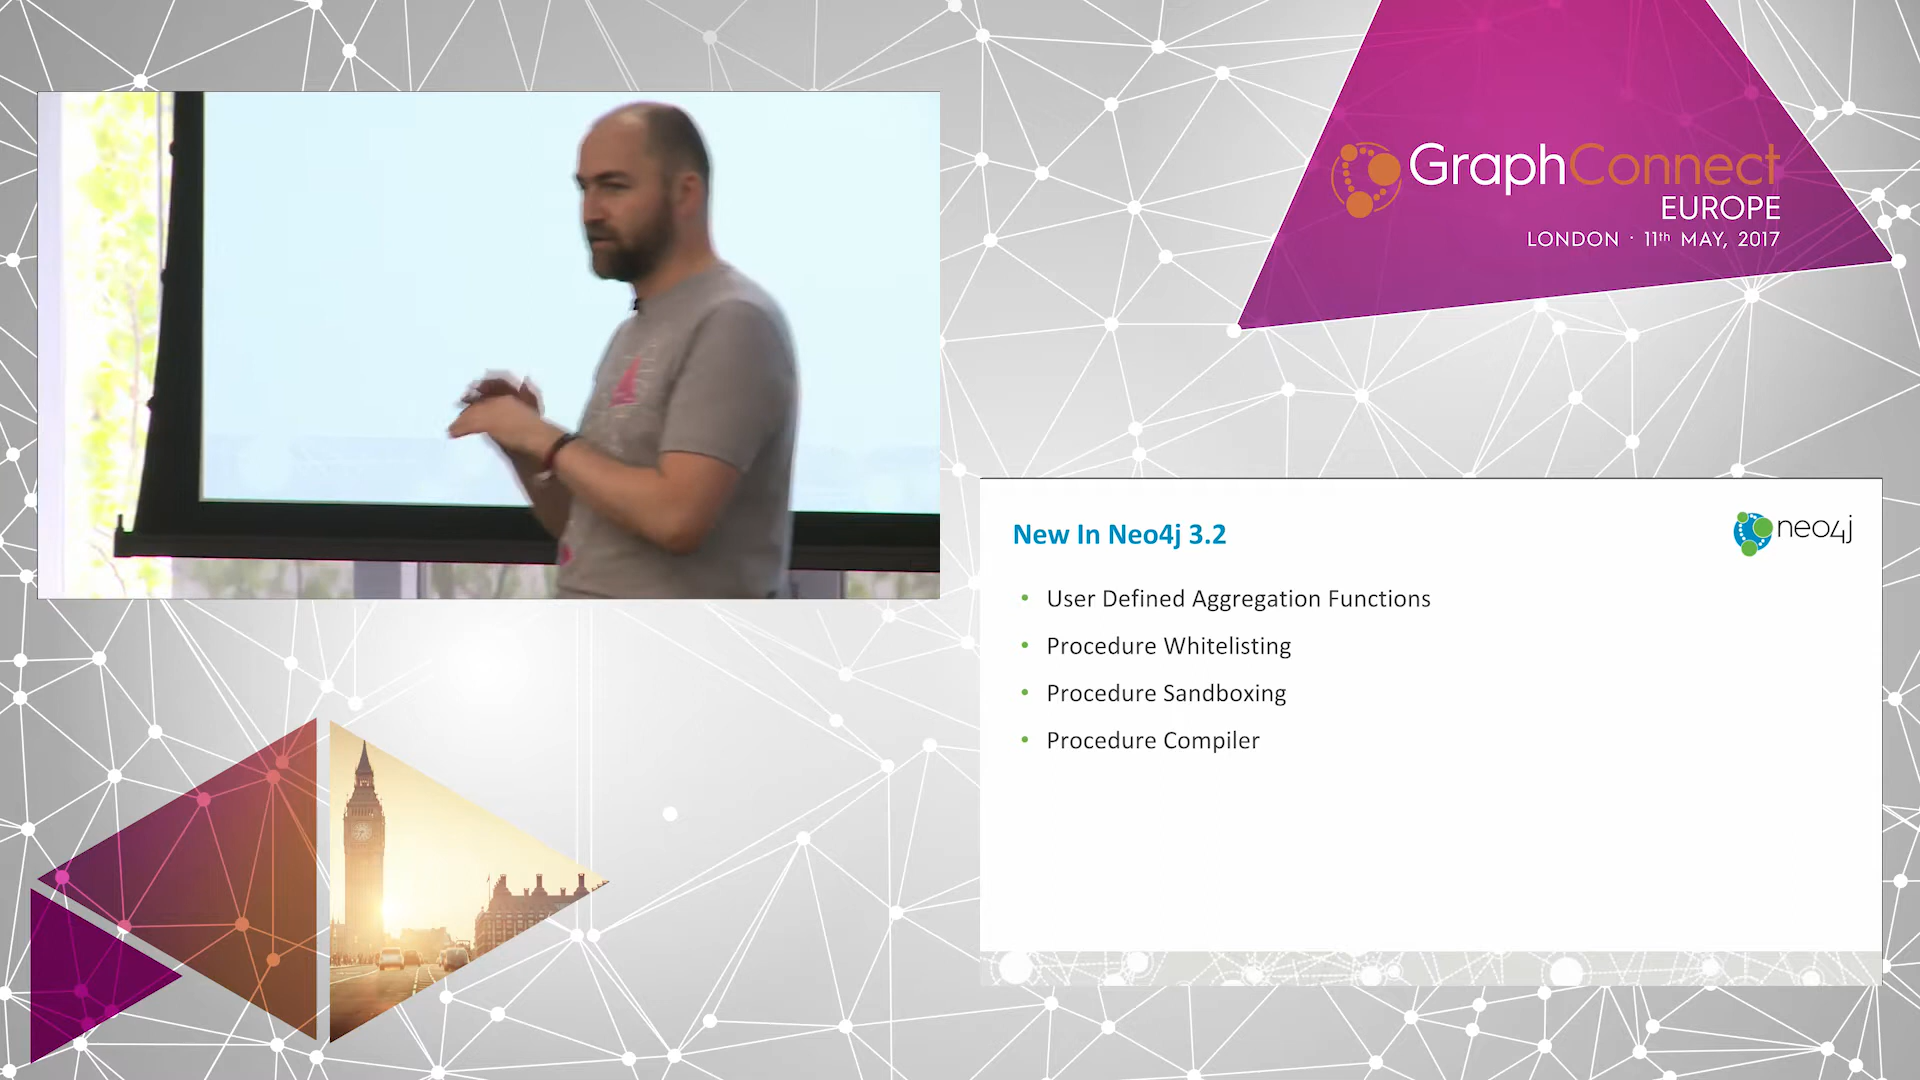 GraphConnect
EUROPE
LONDON · 11th MAY, 2017
New In Neo4j 3.2
neo4j
• User Defined Aggregation Functions
• Procedure Whitelisting
• Procedure Sandboxing
• Procedure Compiler